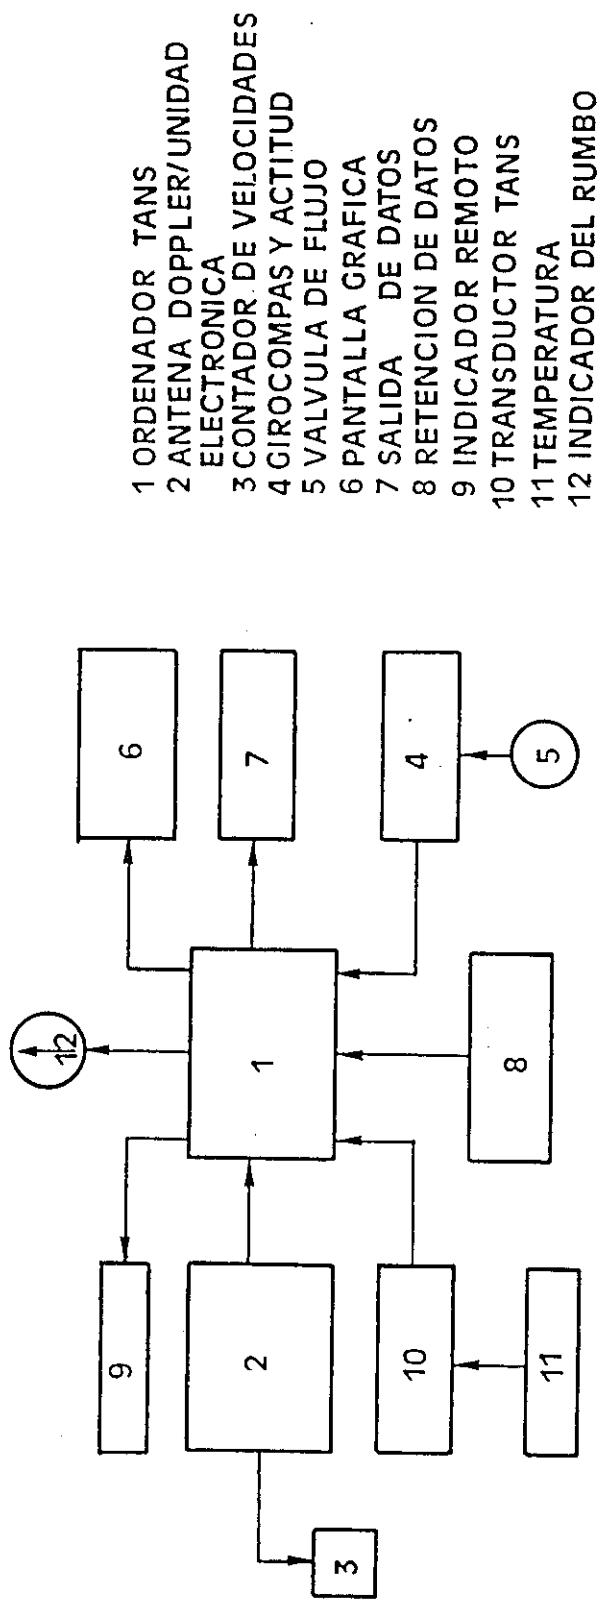 1 ORDENADOR TANS
2 ANTENA DOPPLER/UNIDAD
ELECTRONICA
3 CONTADOR DE VELOCIDADES
4 GIROCOMPAS Y ACTITUD
5 VALVULA DE FLUJO
6 PANTALLA GRAFICA
7 SALIDA DE DATOS
8 RETENCION DE DATOS
9 INDICADOR REMOTO
10 TRANSDUCTOR TANS
11 TEMPERATURA
12 INDICADOR DEL RUMBO
12
9
6
2
1
7
3
10
8
4
11
5